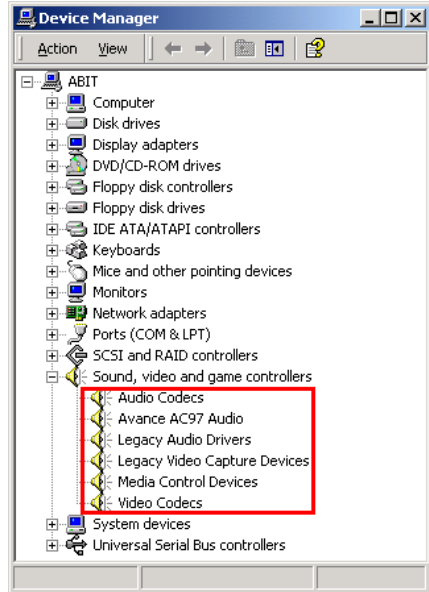 Device Manager
Action View
ABIT
Computer
Disk drives
Display adapters
DVD/CD-ROM drives
Floppy disk controllers
Floppy disk drives
IDE ATA/ATAPI controllers
Keyboards
Mice and other pointing devices
Monitors
Network adapters
Ports (COM & LPT)
SCSI and RAID controllers
Sound, video and game controllers
Audio Codecs
Avance AC97 Audio
Legacy Audio Drivers
Legacy Video Capture Devices
Media Control Devices
Video Codecs
System devices
Universal Serial Bus controllers